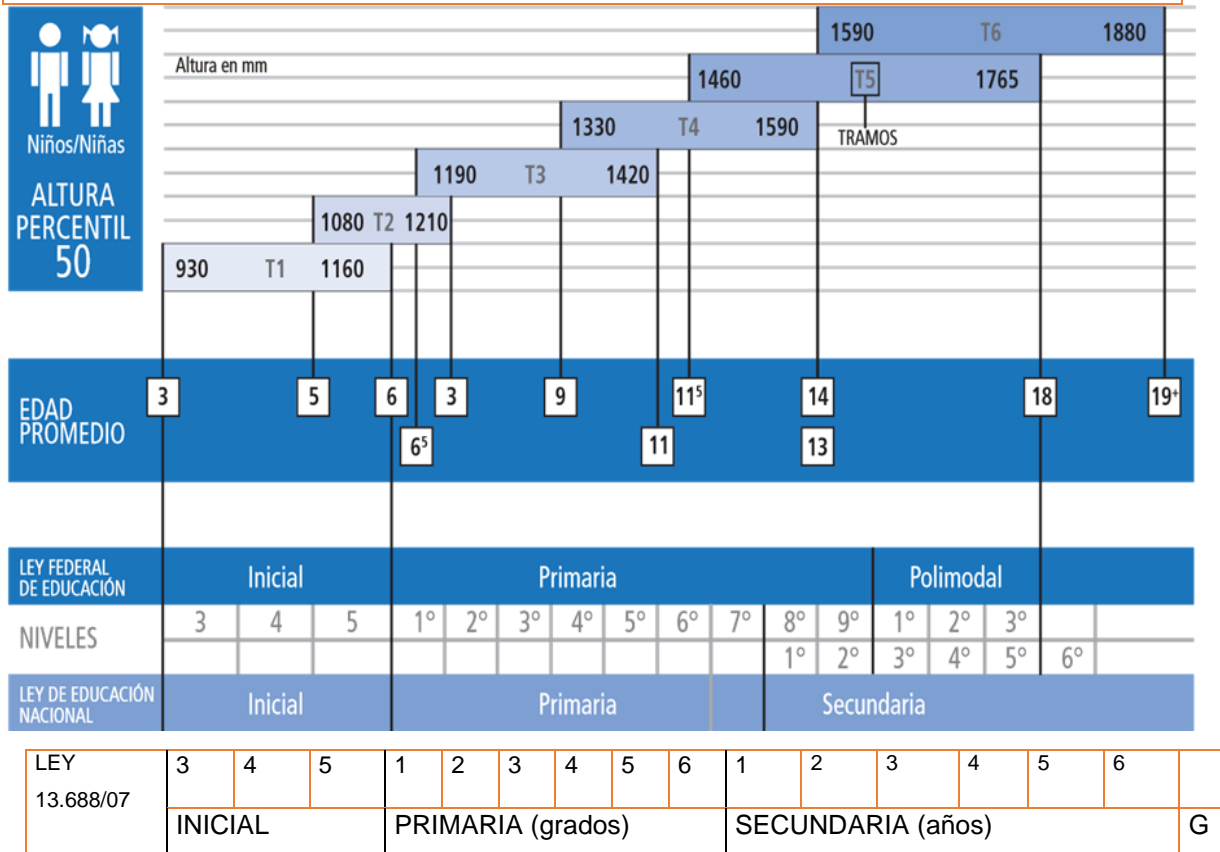 1590 T6 1880
Altura en mm
1460 T5 1765
Niños/Niñas
1330 T4 1590
TRAMOS
ALTURA
PERCENTIL
50
1190 T3 1420
1080 T2 1210
930 T1 1160
EDAD
PROMEDIO
3 5 6 3 9 11⁵ 14 18 19⁺
6⁵ 11 13
LEY FEDERAL
DE EDUCACIÓN
Inicial Primaria Polimodal
NIVELES
3 4 5 1° 2° 3° 4° 5° 6° 7° 8° 9° 1° 2° 3°
1° 2° 3° 4° 5° 6°
LEY DE EDUCACIÓN
NACIONAL
Inicial Primaria Secundaria
LEY
13.688/07
3 4 5 1 2 3 4 5 6 1 2 3 4 5 6
INICIAL PRIMARIA (grados) SECUNDARIA (años) G